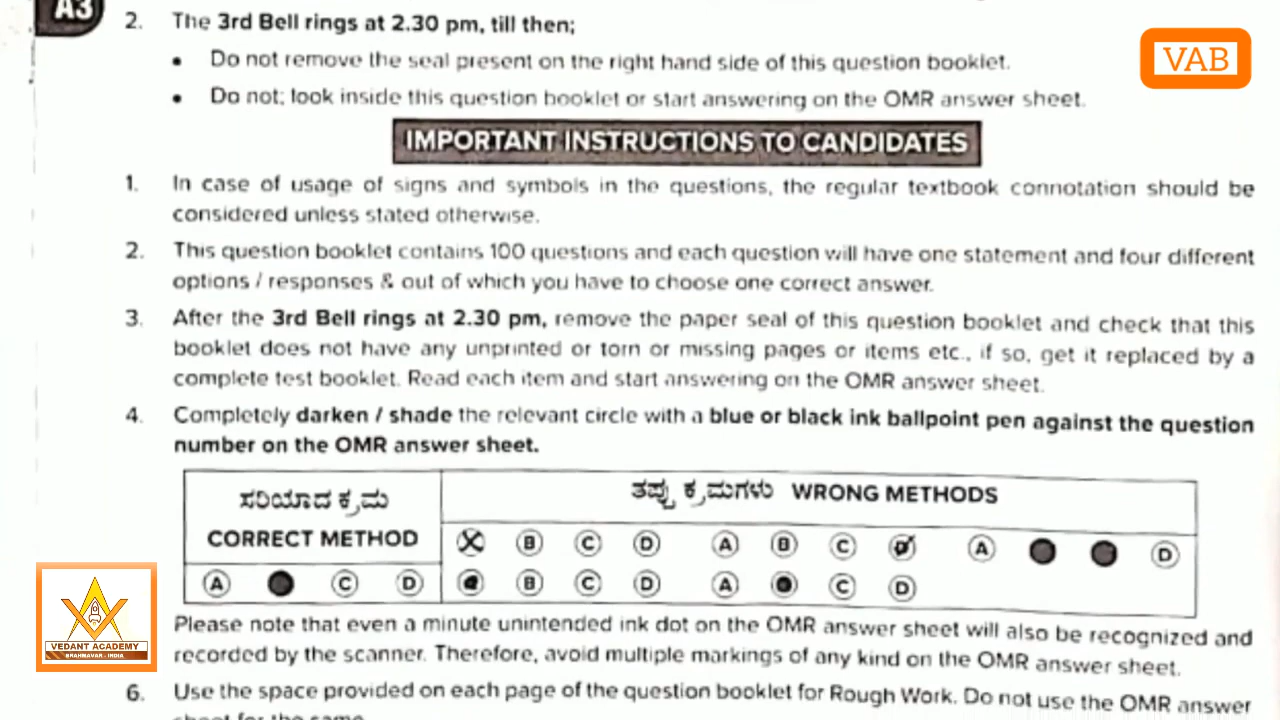 A3
2. The 3rd Bell rings at 2.30 pm, till then;
VAB
• Do not remove the seal present on the right hand side of this question booklet.
• Do not; look inside this question booklet or start answering on the OMR answer sheet.
IMPORTANT INSTRUCTIONS TO CANDIDATES
1. In case of usage of signs and symbols in the questions, the regular textbook connotation should be
considered unless stated otherwise.
2. This question booklet contains 100 questions and each question will have one statement and four different
options / responses & out of which you have to choose one correct answer.
3. After the 3rd Bell rings at 2.30 pm, remove the paper seal of this question booklet and check that this
booklet does not have any unprinted or torn or missing pages or items etc., if so, get it replaced by a
complete test booklet. Read each item and start answering on the OMR answer sheet.
4. Completely darken / shade the relevant circle with a blue or black ink ballpoint pen against the question
number on the OMR answer sheet.
ಸರಿಯಾದ ಕ್ರಮ
CORRECT METHOD
A C D
ತಪ್ಪು ಕ್ರಮಗಳು WRONG METHODS
B C D A B C D A D
B C D A C D
Please note that even a minute unintended ink dot on the OMR answer sheet will also be recognized and
recorded by the scanner. Therefore, avoid multiple markings of any kind on the OMR answer sheet.
6. Use the space provided on each page of the question booklet for Rough Work. Do not use the OMR answer
sheet for the same.
VEDANT ACADEMY
BRAHMAVAR - INDIA